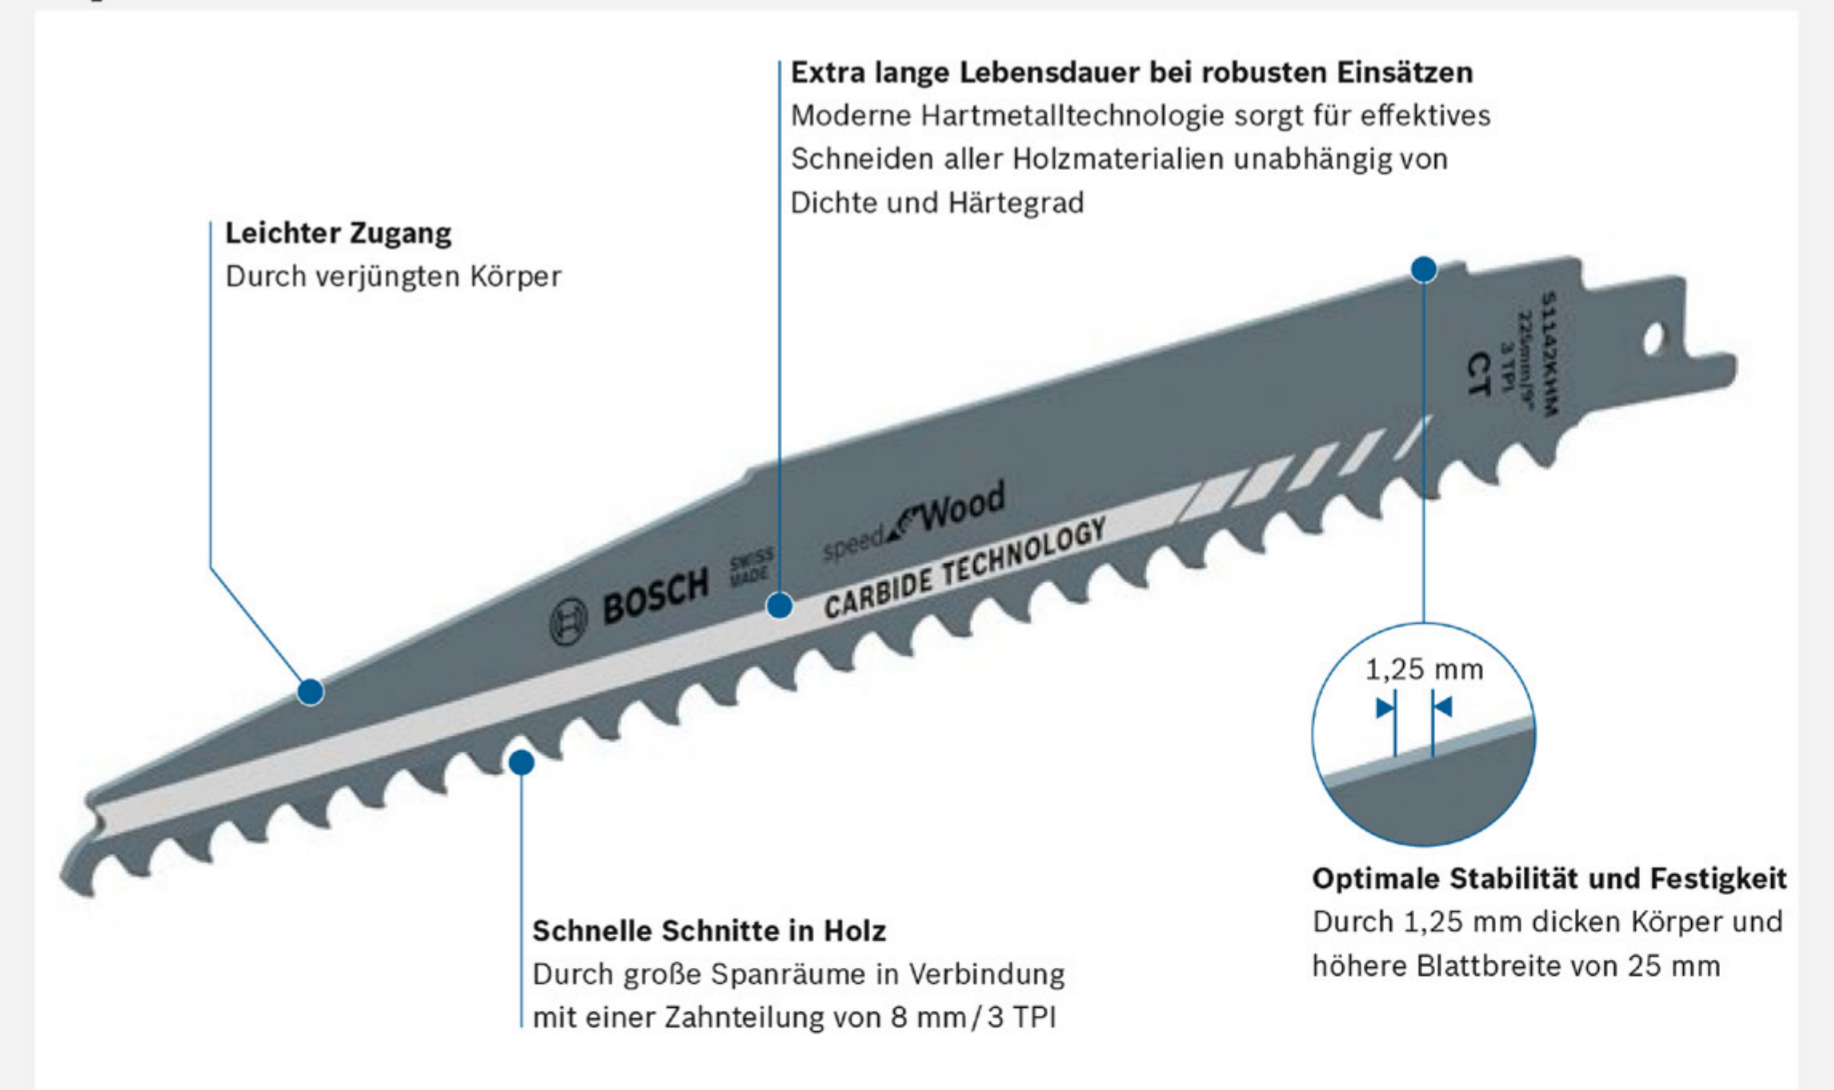 Extra lange Lebensdauer bei robusten Einsätzen
Moderne Hartmetalltechnologie sorgt für effektives
Schneiden aller Holzmaterialien unabhängig von
Dichte und Härtegrad
Leichter Zugang
Durch verjüngten Körper
S1142KHM
225mm/9"
3 TPI
CT
speed for Wood
BOSCH
SWISS
MADE
CARBIDE TECHNOLOGY
1,25 mm
Schnelle Schnitte in Holz
Durch große Spanräume in Verbindung
mit einer Zahnteilung von 8 mm/3 TPI
Optimale Stabilität und Festigkeit
Durch 1,25 mm dicken Körper und
höhere Blattbreite von 25 mm